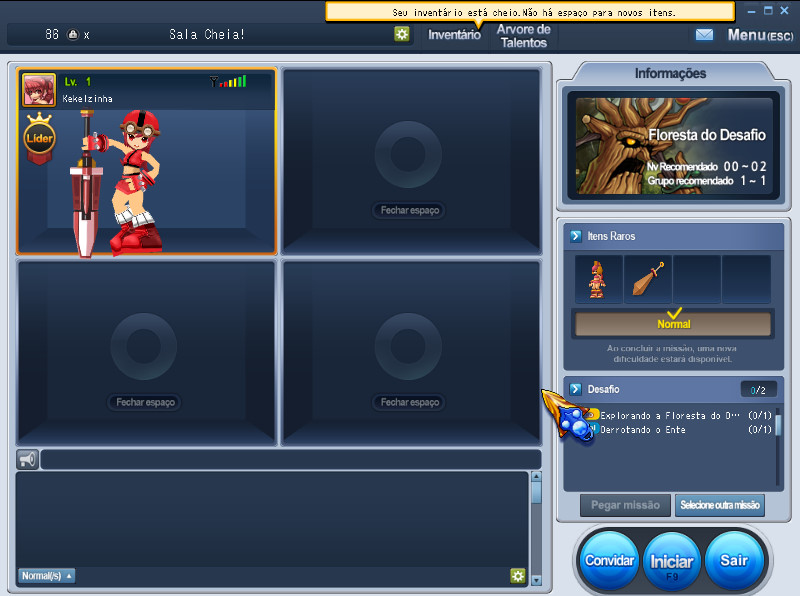 Seu inventário está cheio.Não há espaço para novos itens.
86 x Sala Cheia!
Inventário
Árvore de
Talentos
Menu(ESC)
Lv. 1
Kekelzinha
Líder
Fechar espaço
Fechar espaço
Fechar espaço
Normal(/s)
Informações
Floresta do Desafio
Nv Recomendado 00 ~ 02
Grupo recomendado 1 ~ 1
Itens Raros
Normal
Ao concluir a missão, uma nova
dificuldade estará disponível.
Desafio 0/2
Explorando a Floresta do D... (0/1)
Derrotando o Ente (0/1)
Pegar missão
Selecione outra missão
Convidar
Iniciar
F9
Sair